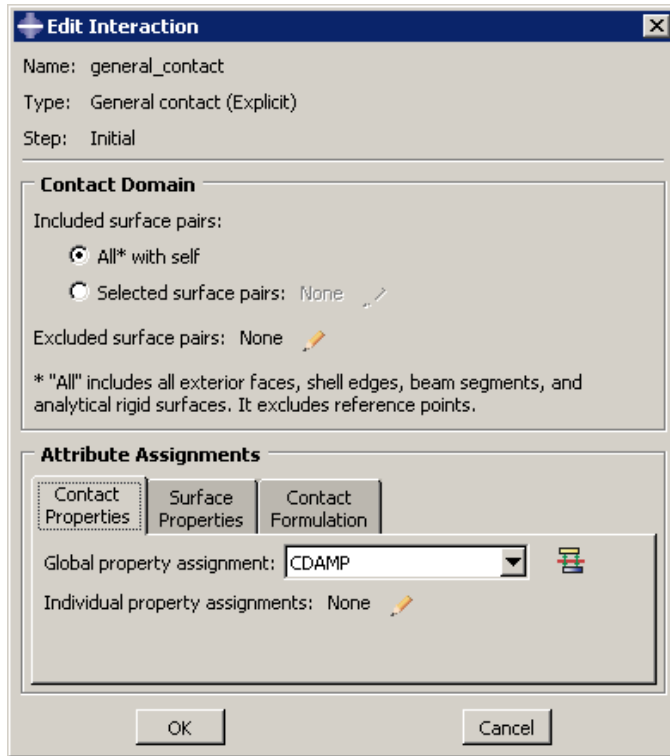 Edit Interaction
Name: general_contact
Type: General contact (Explicit)
Step: Initial
Contact Domain
Included surface pairs:
All* with self
Selected surface pairs: None
Excluded surface pairs: None
* "All" includes all exterior faces, shell edges, beam segments, and
analytical rigid surfaces. It excludes reference points.
Attribute Assignments
Contact Properties
Surface Properties
Contact Formulation
Global property assignment: CDAMP
Individual property assignments: None
OK
Cancel